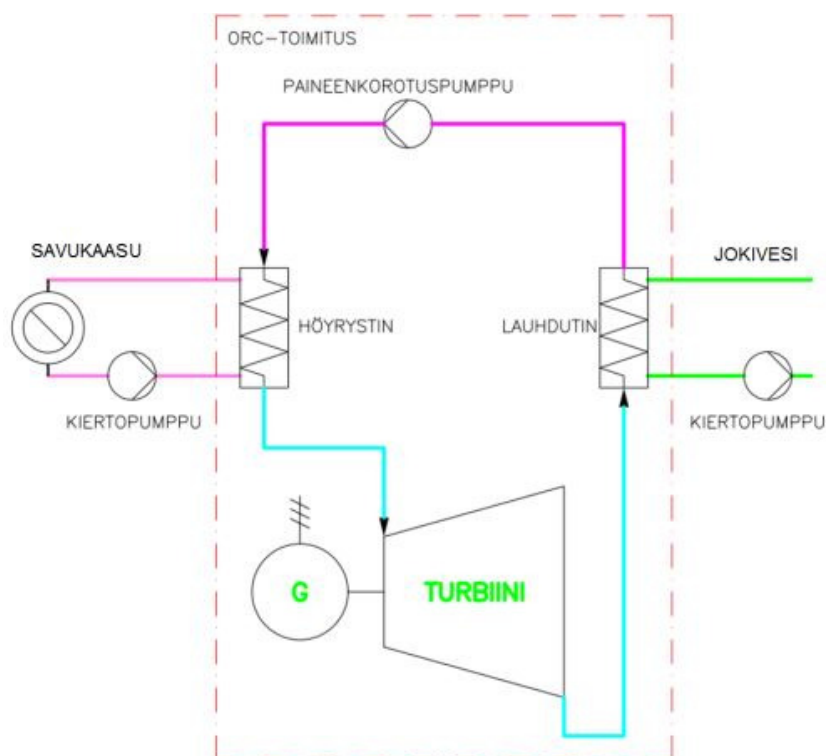 ORC-TOIMITUS
PAINEENKOROTUSPUMPPU
SAVUKAASU
JOKIVESI
HÖYRYSTIN
LAUHDUTIN
KIERTOPUMPPU
KIERTOPUMPPU
G
TURBIINI